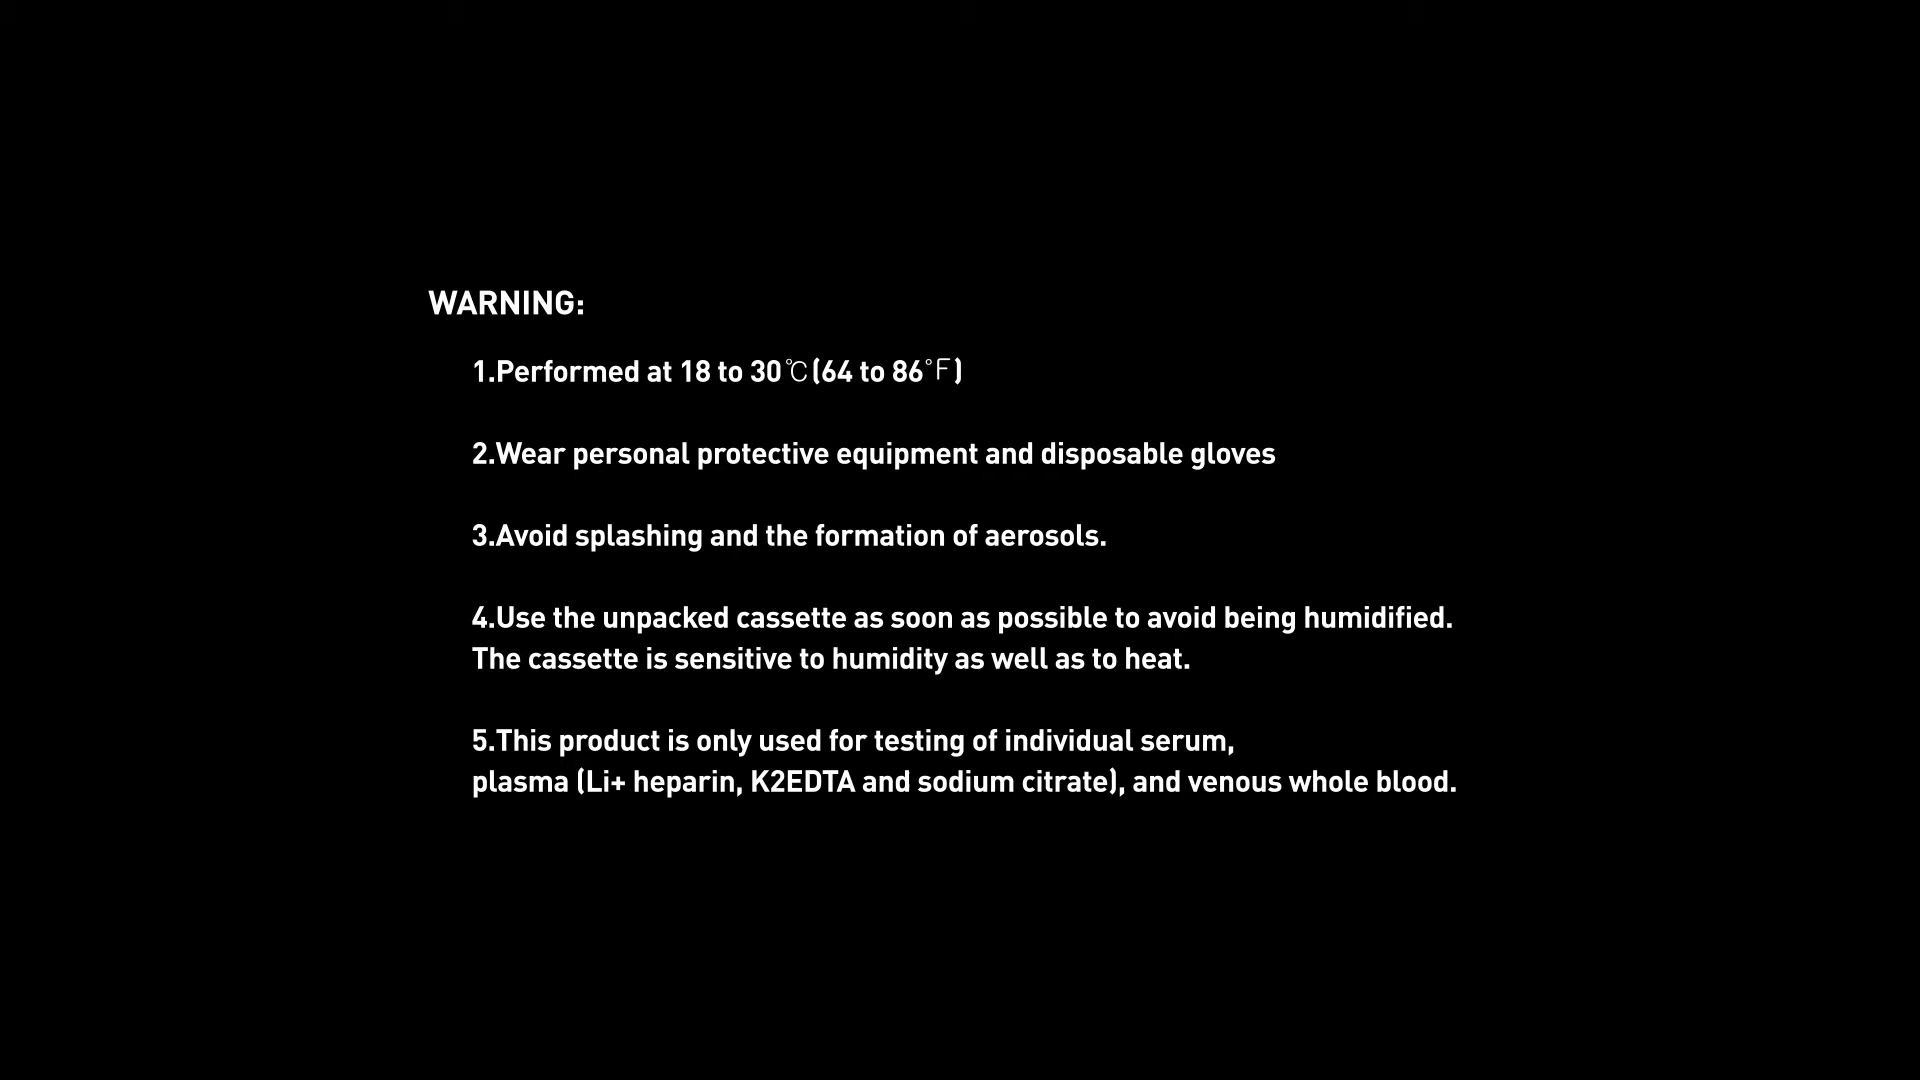 WARNING:
1.Performed at 18 to 30℃(64 to 86°F)
2.Wear personal protective equipment and disposable gloves
3.Avoid splashing and the formation of aerosols.
4.Use the unpacked cassette as soon as possible to avoid being humidified.
The cassette is sensitive to humidity as well as to heat.
5.This product is only used for testing of individual serum,
plasma (Li+ heparin, K2EDTA and sodium citrate), and venous whole blood.